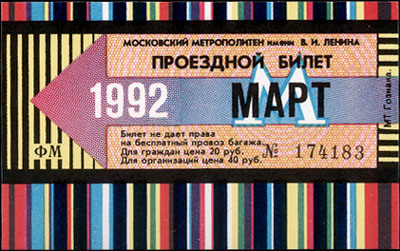 МОСКОВСКИЙ МЕТРОПОЛИТЕН имени В. И. ЛЕНИНА
ПРОЕЗДНОЙ БИЛЕТ
М
1992 МАРТ
Билет не дает права
на бесплатный провоз багажа.
Для граждан цена 20 руб.
Для организаций цена 40 руб.
№ 174183
ФМ
МТ Гознака.